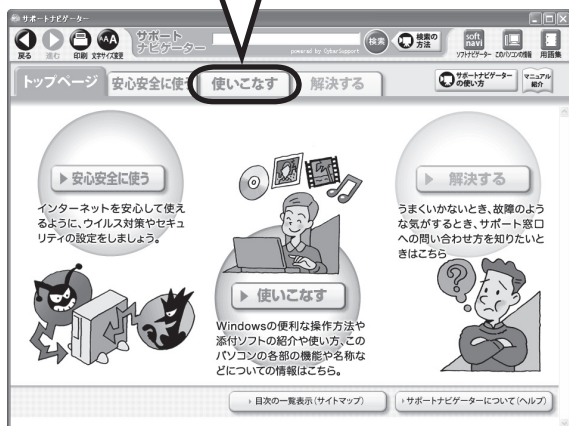 サポートナビゲーター
戻る 進む 印刷 文字サイズ変更
サポート
ナビゲーター
powered by CyberSupport
検索
検索の
方法
soft
navi
ソフトナビゲーター このパソコンの情報 用語集
トップページ 安心安全に使う 使いこなす 解決する
サポートナビゲーター
の使い方
マニュアル
紹介
安心安全に使う
インターネットを安心して使え
るように、ウイルス対策やセキュ
リティの設定をしましょう。
使いこなす
Windowsの便利な操作方法や
添付ソフトの紹介や使い方、この
パソコンの各部の機能や名称な
どについての情報はこちら。
解決する
うまくいかないとき、故障のよう
な気がするとき、サポート窓口
への問い合わせ方を知りたいと
きはこちら
?
目次の一覧表示(サイトマップ)
サポートナビゲーターについて(ヘルプ)